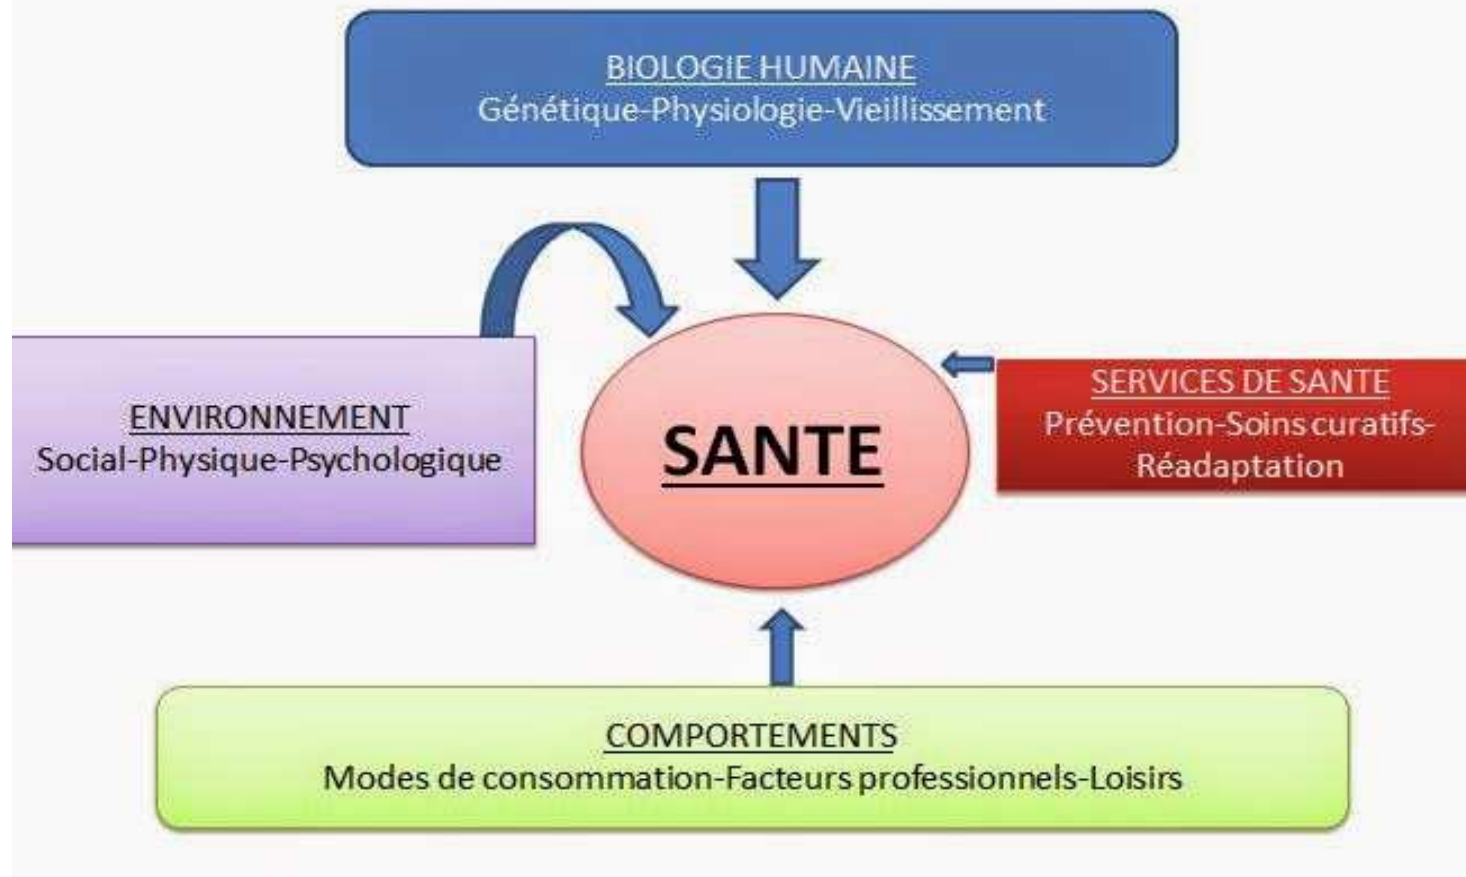 BIOLOGIE HUMAINE
Génétique-Physiologie-Vieillissement
ENVIRONNEMENT
Social-Physique-Psychologique
SANTE
SERVICES DE SANTE
Prévention-Soins curatifs-
Réadaptation
COMPORTEMENTS
Modes de consommation-Facteurs professionnels-Loisirs